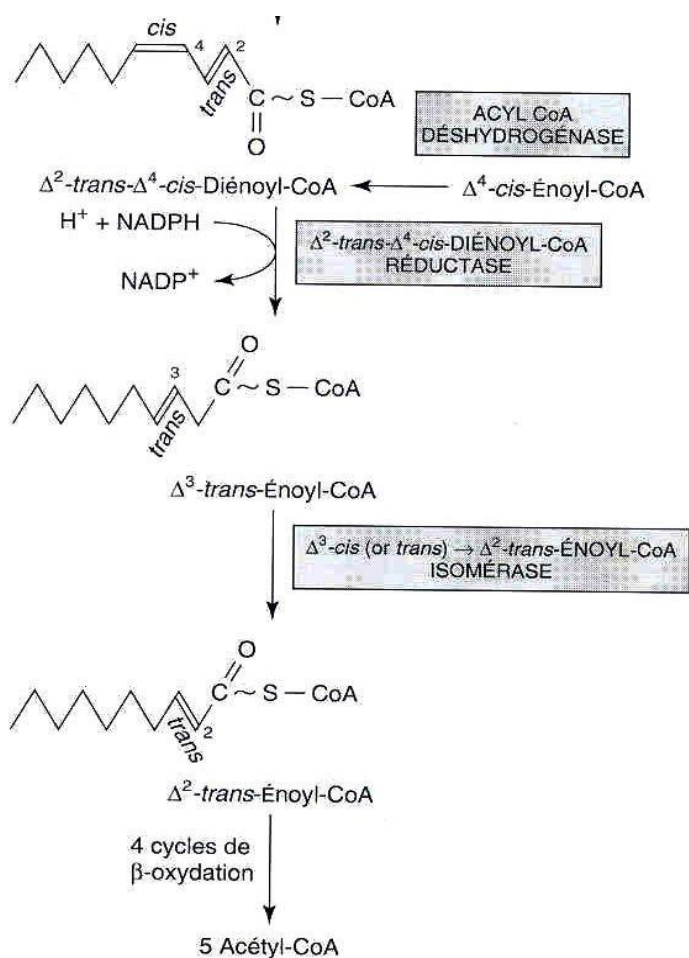 cis
4
2
trans
C ~ S — CoA
O
ACYL CoA
DÉSHYDROGÉNASE
Δ²-trans-Δ⁴-cis-Diénoyl-CoA
Δ⁴-cis-Énoyl-CoA
H⁺ + NADPH
Δ²-trans-Δ⁴-cis-DIÉNOYL-CoA
RÉDUCTASE
NADP⁺
O
3
C ~ S — CoA
trans
Δ³-trans-Énoyl-CoA
Δ³-cis (or trans) → Δ²-trans-ÉNOYL-CoA
ISOMÉRASE
O
C ~ S — CoA
trans
2
Δ²-trans-Énoyl-CoA
4 cycles de
β-oxydation
5 Acétyl-CoA